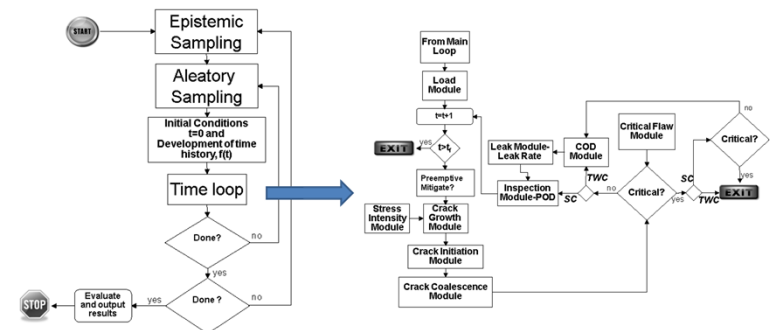 START
Epistemic
Sampling
Aleatory
Sampling
Initial Conditions
t=0 and
Development of time
history, f(t)
Time loop
Done?
no
yes
Done ?
no
yes
Evaluate
and output
results
STOP
From Main
Loop
Load
Module
t=t+1
t>tf
yes
EXIT
Preemptive
Mitigate?
Stress
Intensity
Module
Crack
Growth
Module
Crack Initiation
Module
Crack Coalescence
Module
Leak Module-
Leak Rate
COD
Module
Inspection
Module-POD
TWC
SC
no
Critical Flaw
Module
Critical?
yes
SC
TWC
no
Critical?
yes
EXIT